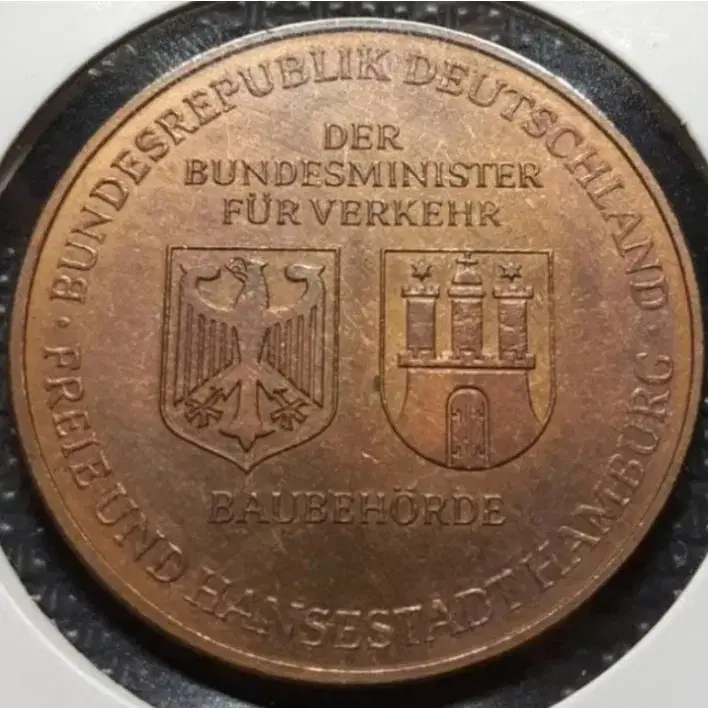 BUNDESREPUBLIK DEUTSCHLAND
DER
BUNDESMINISTER
FÜR VERKEHR
BAUBEHÖRDE
FREIE UND HANSESTADT HAMBURG